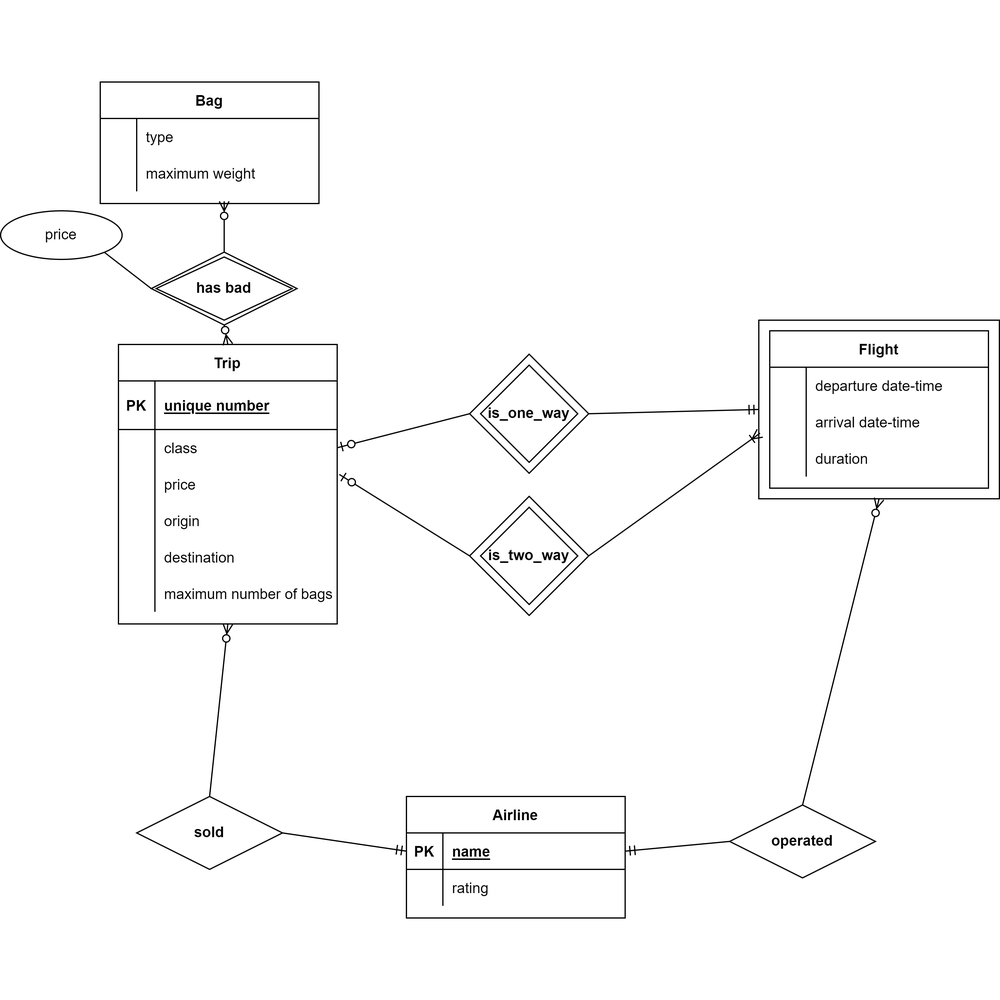 Bag
type
maximum weight
price
has bad
Trip
PK unique number
class
price
origin
destination
maximum number of bags
is_one_way
is_two_way
Flight
departure date-time
arrival date-time
duration
sold
Airline
PK name
rating
operated